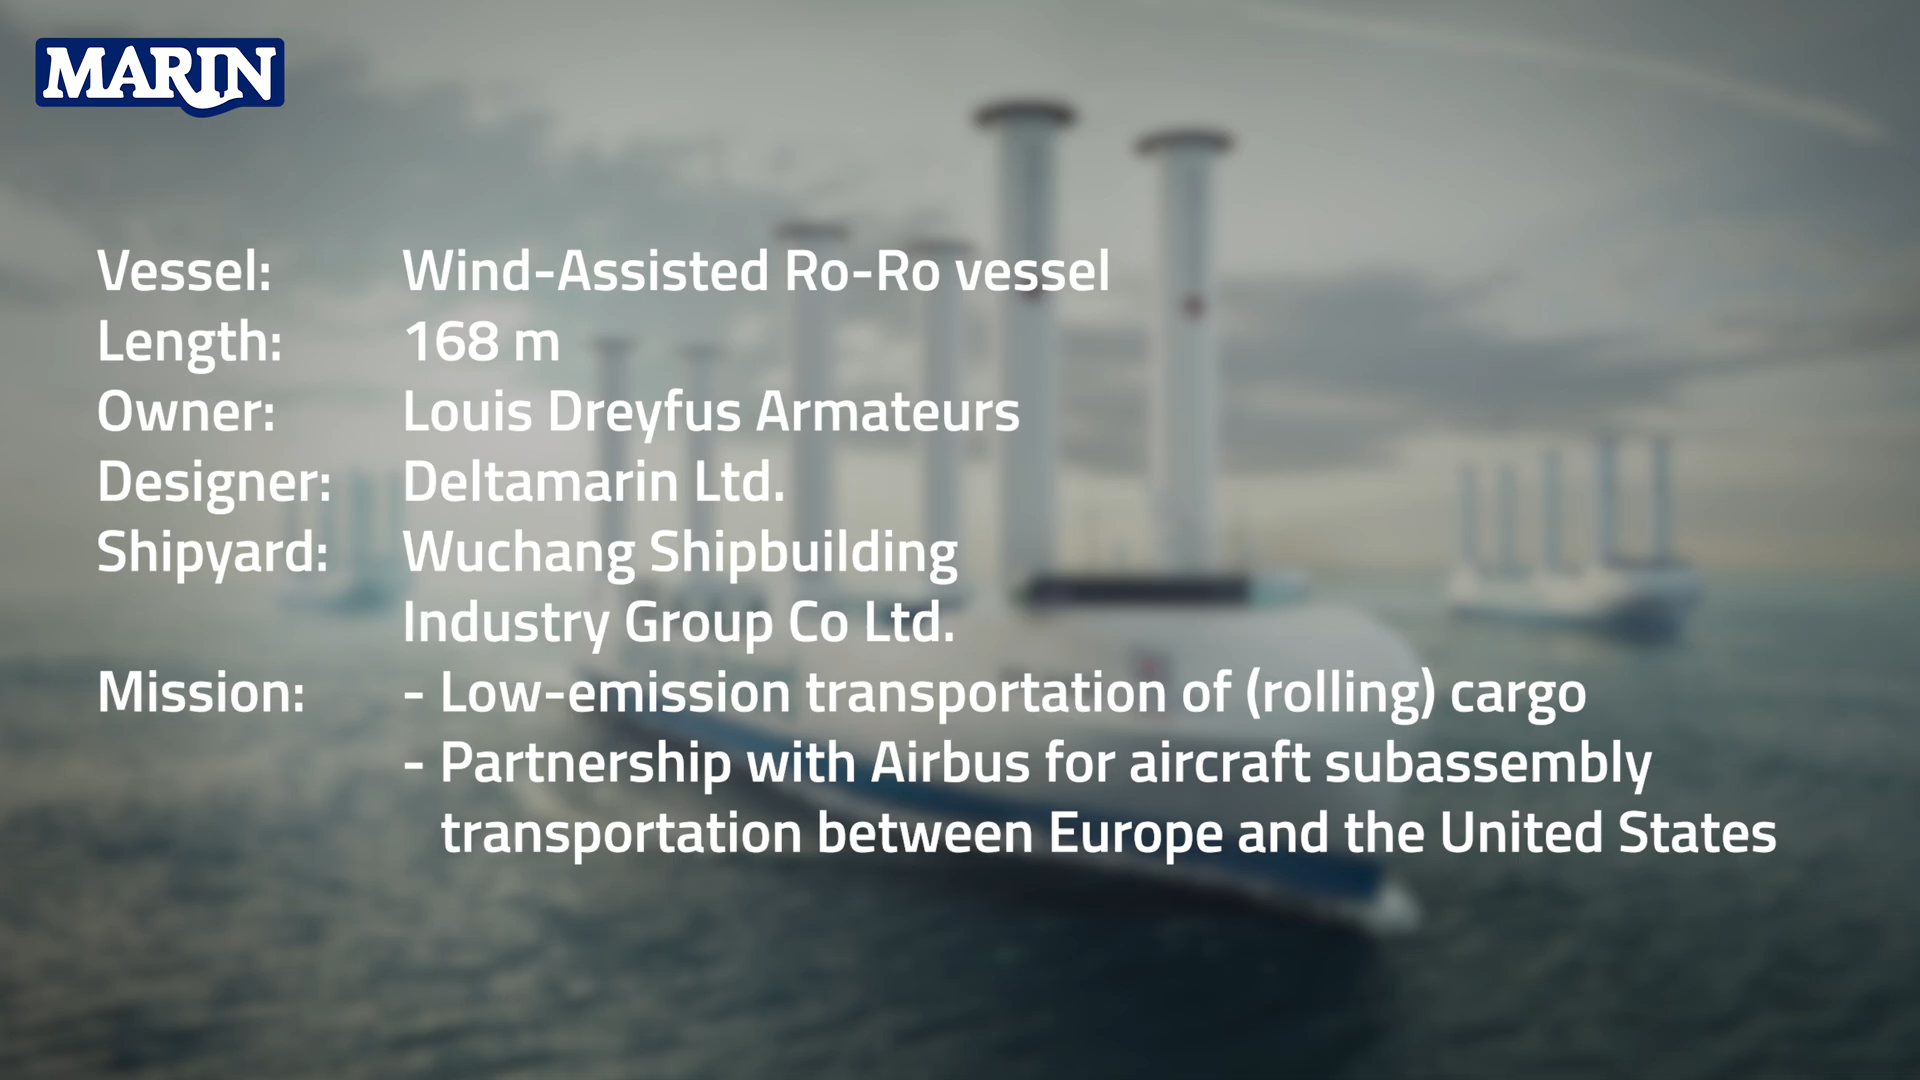 MARIN
Vessel: Wind-Assisted Ro-Ro vessel
Length: 168 m
Owner: Louis Dreyfus Armateurs
Designer: Deltamarin Ltd.
Shipyard: Wuchang Shipbuilding
Industry Group Co Ltd.
Mission: - Low-emission transportation of (rolling) cargo
- Partnership with Airbus for aircraft subassembly
transportation between Europe and the United States